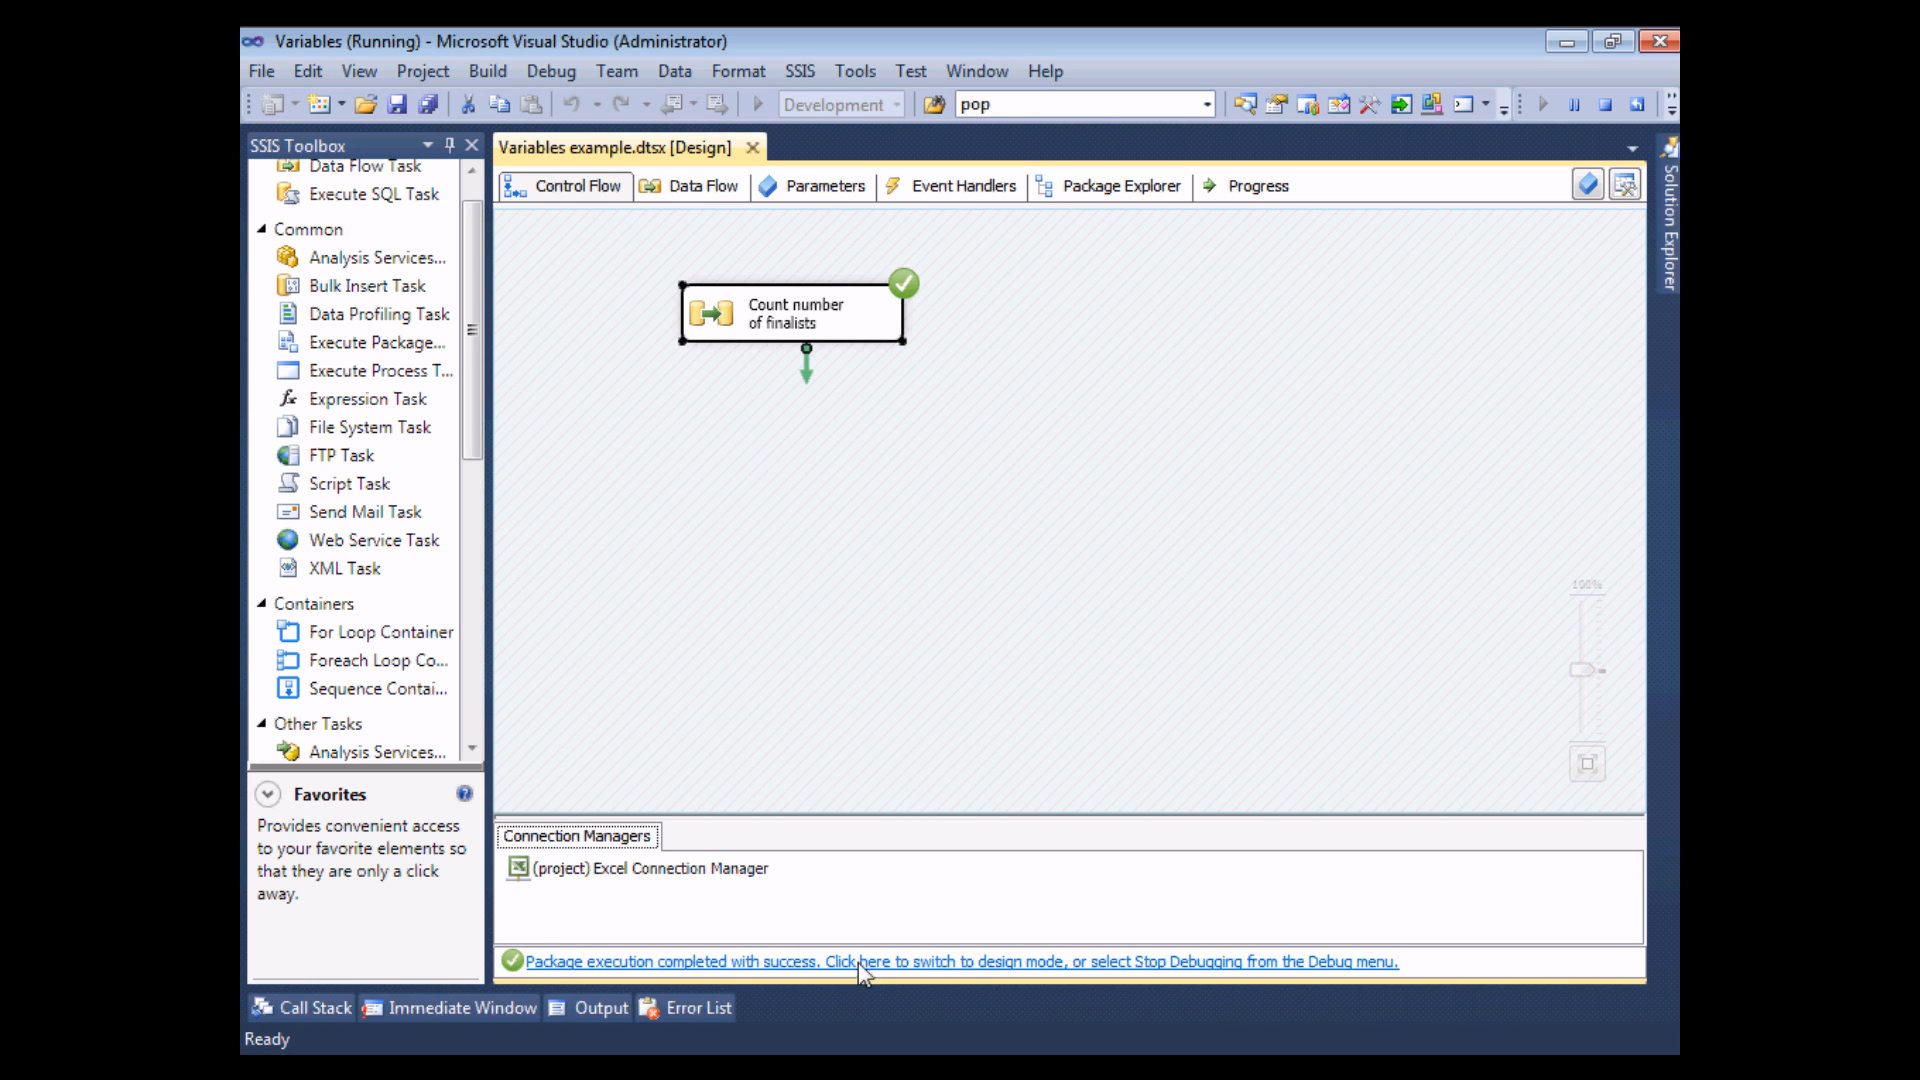 Variables (Running) - Microsoft Visual Studio (Administrator)
File Edit View Project Build Debug Team Data Format SSIS Tools Test Window Help
Development pop
SSIS Toolbox
Data Flow Task
Execute SQL Task
Common
Analysis Services...
Bulk Insert Task
Data Profiling Task
Execute Package...
Execute Process T...
Expression Task
File System Task
FTP Task
Script Task
Send Mail Task
Web Service Task
XML Task
Containers
For Loop Container
Foreach Loop Co...
Sequence Contai...
Other Tasks
Analysis Services...
Favorites
Provides convenient access
to your favorite elements so
that they are only a click
away.
Variables example.dtsx [Design]
Control Flow Data Flow Parameters Event Handlers Package Explorer Progress
Count number
of finalists
100%
Connection Managers
(project) Excel Connection Manager
Package execution completed with success. Click here to switch to design mode, or select Stop Debugging from the Debug menu.
Solution Explorer
Call Stack Immediate Window Output Error List
Ready